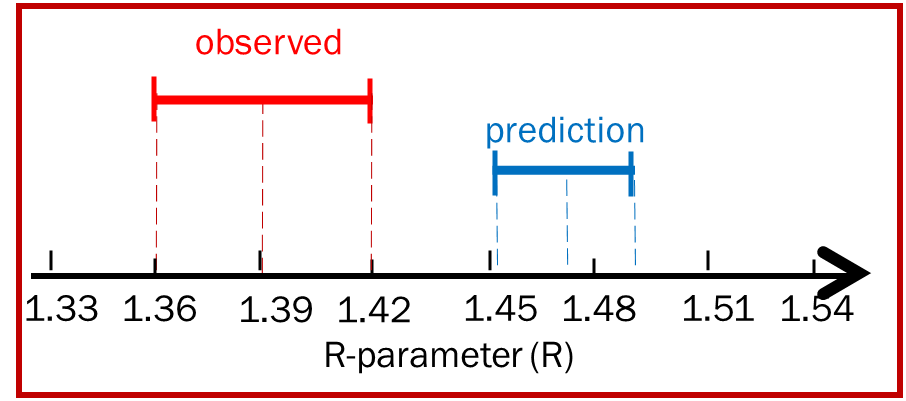 observed
prediction
1.33 1.36 1.39 1.42 1.45 1.48 1.51 1.54
R-parameter (R)